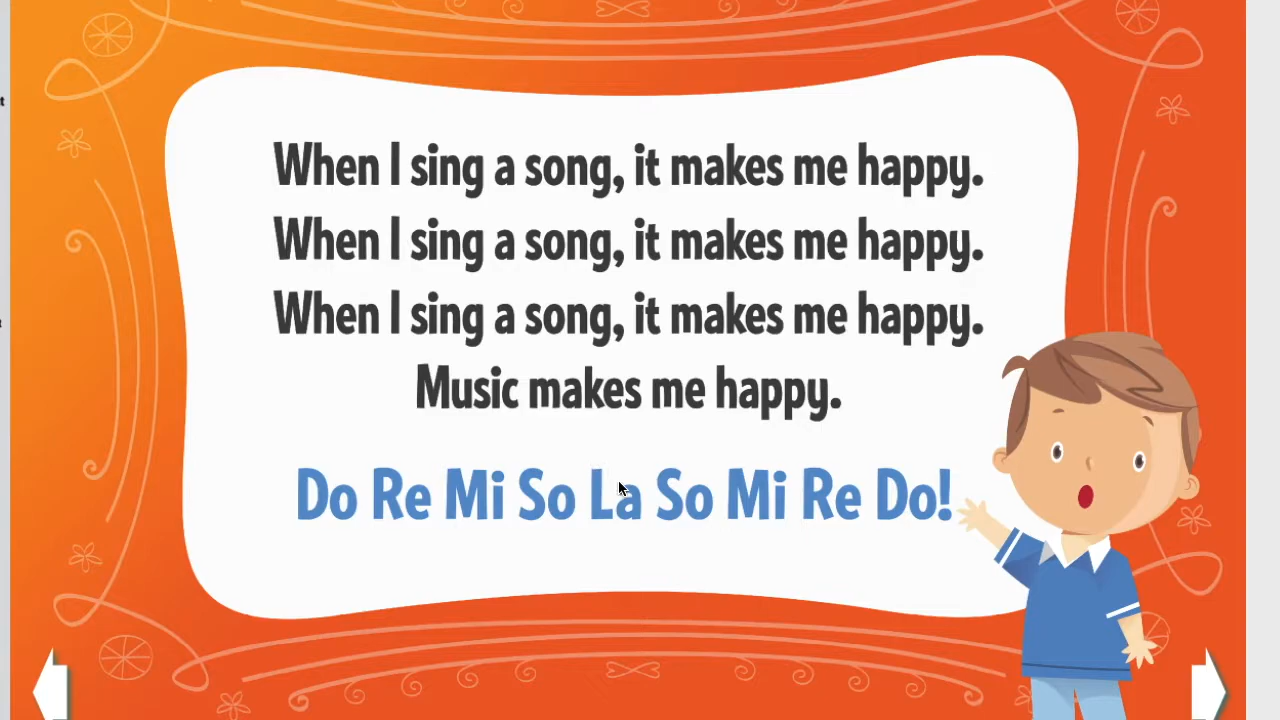 When I sing a song, it makes me happy.
When I sing a song, it makes me happy.
When I sing a song, it makes me happy.
Music makes me happy.
Do Re Mi So La So Mi Re Do!